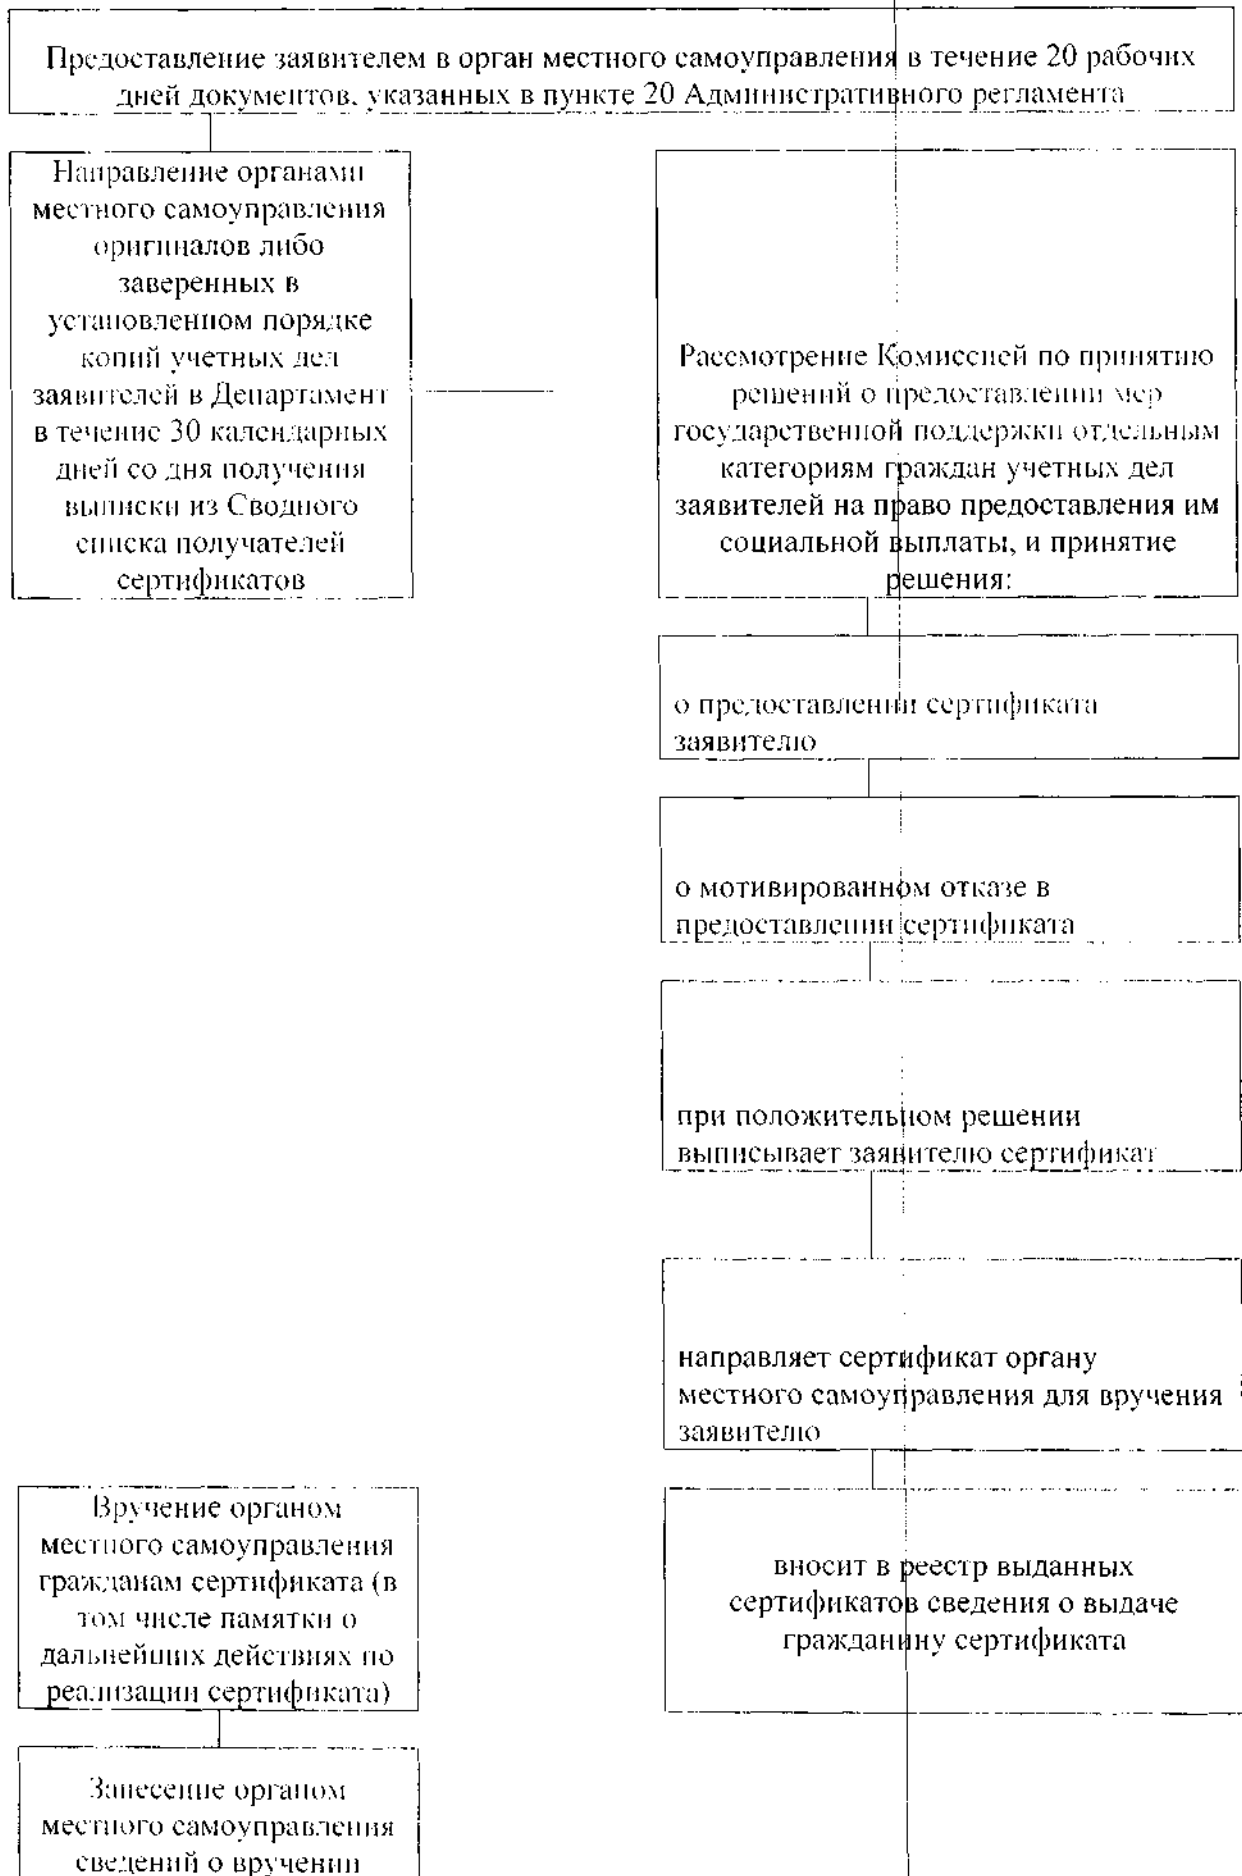 Предоставление заявителем в орган местного самоуправления в течение 20 рабочих
дней документов, указанных в пункте 20 Административного регламента
Направление органами
местного самоуправления
оригиналов либо
заверенных в
установленном порядке
копий учетных дел
заявителей в Департамент
в течение 30 календарных
дней со дня получения
выписки из Сводного
списка получателей
сертификатов
Рассмотрение Комиссией по принятию
решений о предоставлении мер
государственной поддержки отдельным
категориям граждан учетных дел
заявителей на право предоставления им
социальной выплаты, и принятие
решения:
о предоставлении сертификата
заявителю
о мотивированном отказе в
предоставлении сертификата
при положительном решении
выписывает заявителю сертификат
направляет сертификат органу
местного самоуправления для вручения
заявителю
Вручение органом
местного самоуправления
гражданам сертификата (в
том числе памятки о
дальнейших действиях по
реализации сертификата)
вносит в реестр выданных
сертификатов сведения о выдаче
гражданину сертификата
Занесение органом
местного самоуправления
сведений о вручении